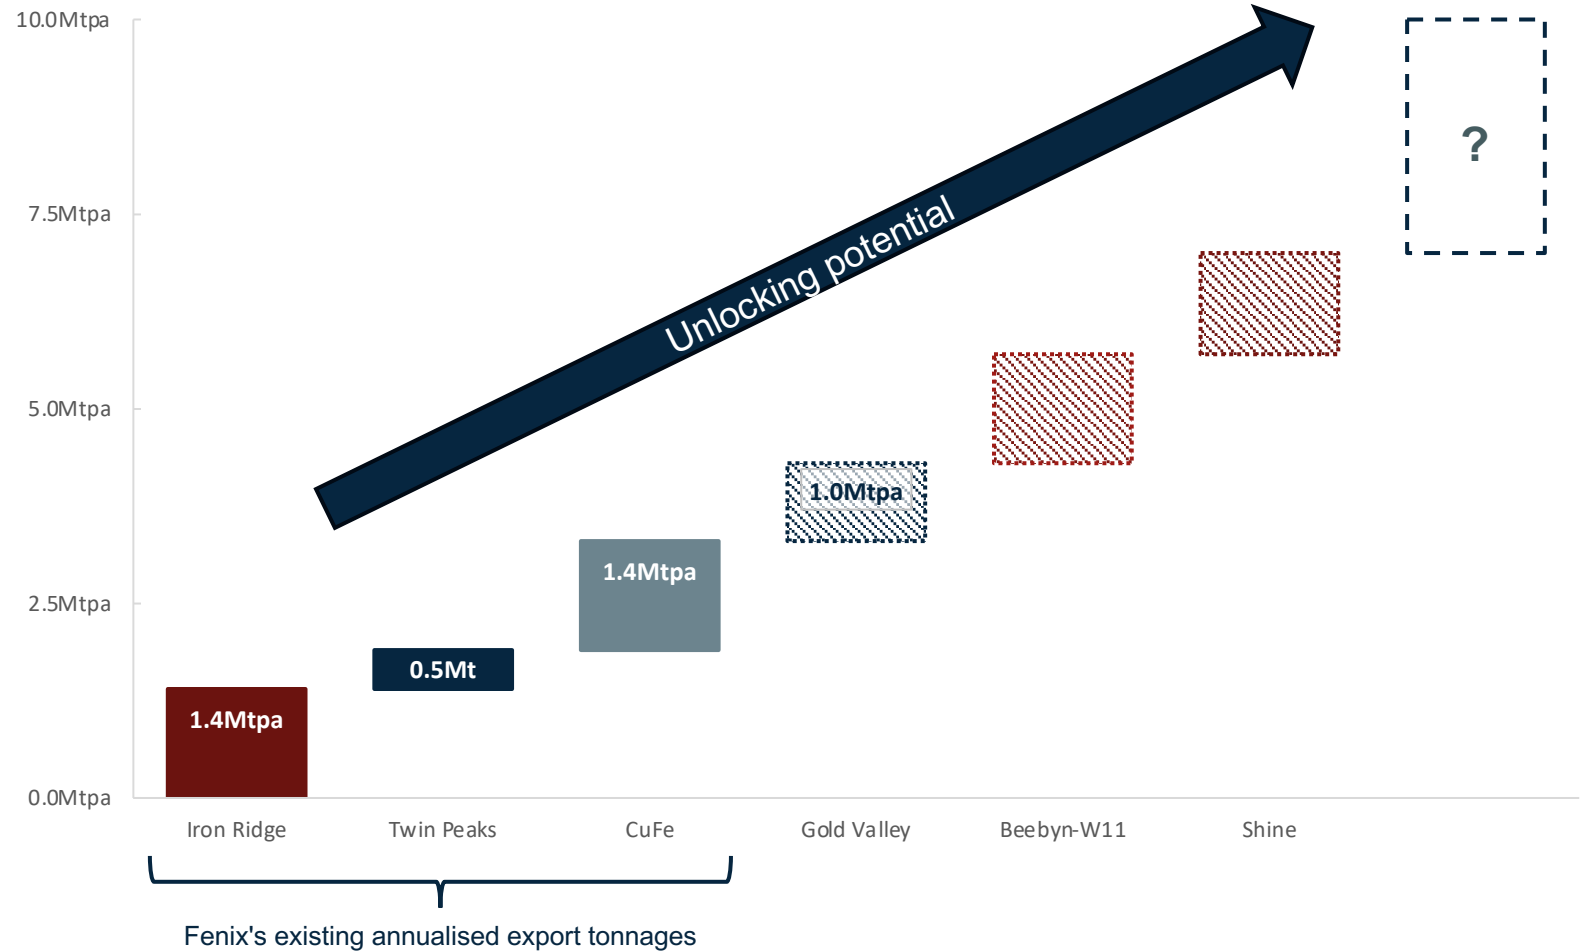 10.0Mtpa
7.5Mtpa
5.0Mtpa
2.5Mtpa
0.0Mtpa
Unlocking potential
?
1.4Mtpa
0.5Mt
1.4Mtpa
1.0Mtpa
Iron Ridge
Twin Peaks
CuFe
Gold Valley
Beebyn-W11
Shine
Fenix's existing annualised export tonnages